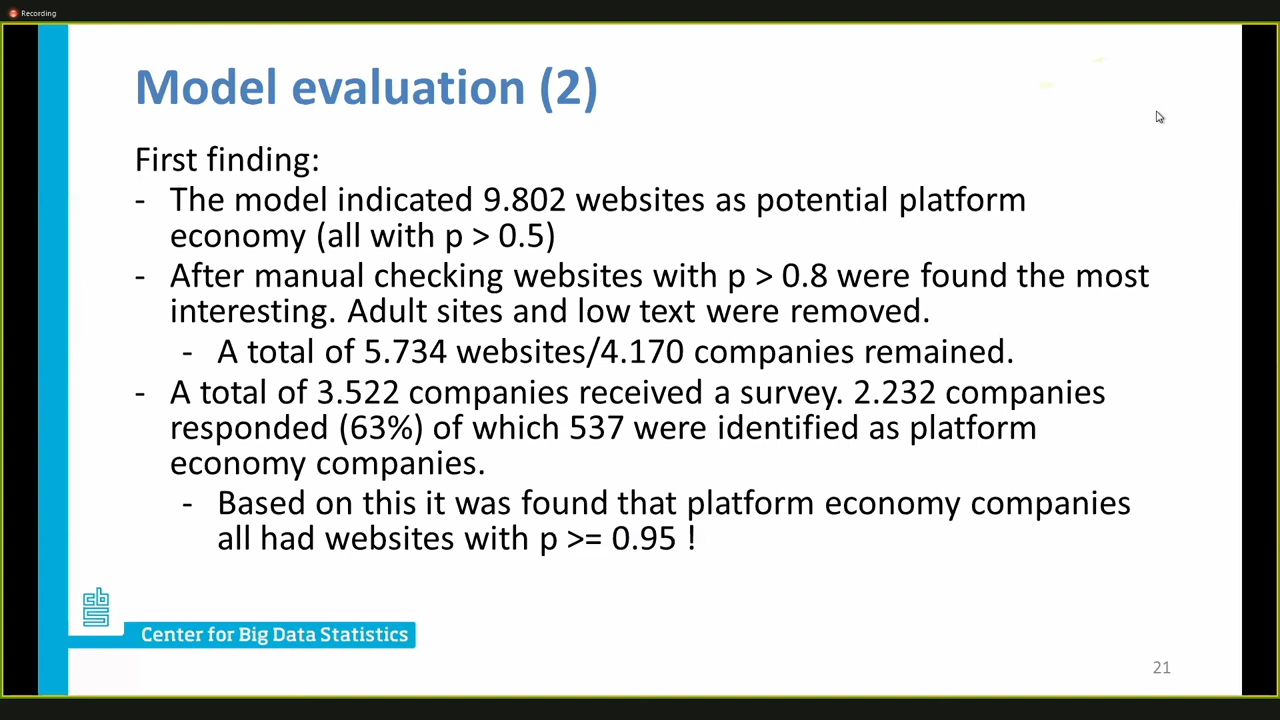 Recording
Model evaluation (2)
First finding:
- The model indicated 9.802 websites as potential platform
economy (all with p > 0.5)
- After manual checking websites with p > 0.8 were found the most
interesting. Adult sites and low text were removed.
- A total of 5.734 websites/4.170 companies remained.
- A total of 3.522 companies received a survey. 2.232 companies
responded (63%) of which 537 were identified as platform
economy companies.
- Based on this it was found that platform economy companies
all had websites with p >= 0.95 !
cbs
Center for Big Data Statistics
21